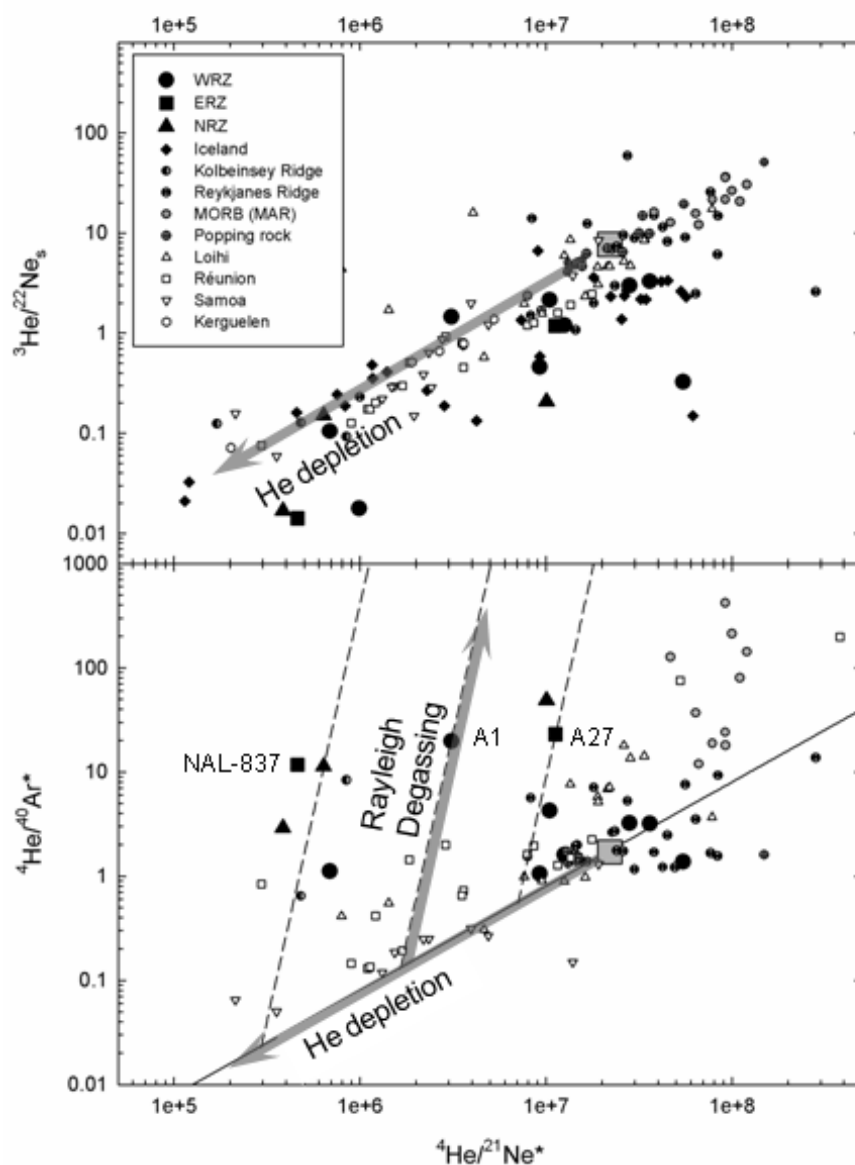 1e+5 1e+6 1e+7 1e+8
100
10
1
0.1
0.01
³He/²²Neₛ
WRZ
ERZ
NRZ
Iceland
Kolbeinsey Ridge
Reykjanes Ridge
MORB (MAR)
Popping rock
Loihi
Réunion
Samoa
Kerguelen
He depletion
1000
100
10
1
0.1
0.01
⁴He/⁴⁰Ar*
NAL-837
Rayleigh
Degassing
A1
A27
He depletion
1e+5 1e+6 1e+7 1e+8
⁴He/²¹Ne*